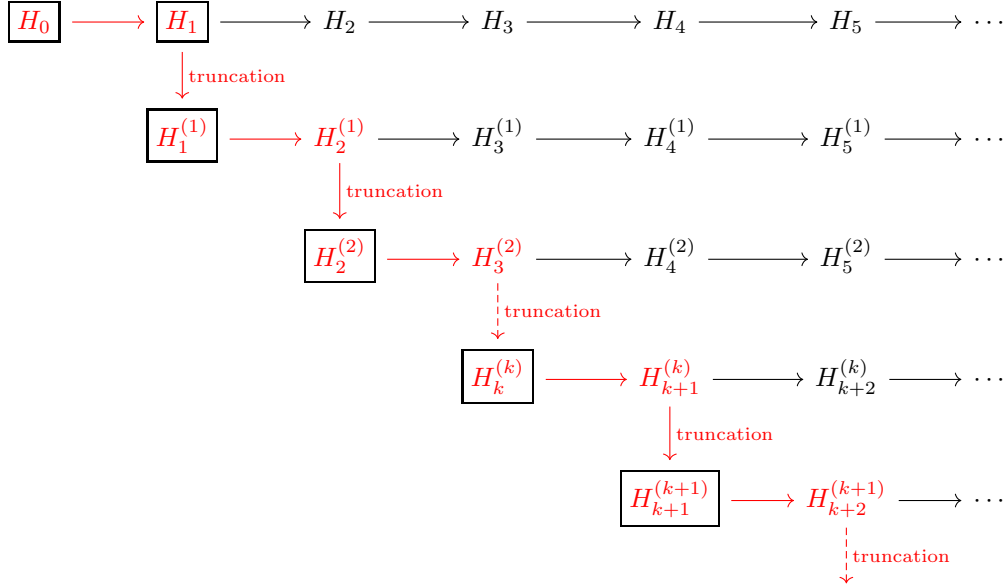 H_0 H_1 H_2 H_3 H_4 H_5 ⋯
truncation
H_1^{(1)} H_2^{(1)} H_3^{(1)} H_4^{(1)} H_5^{(1)} ⋯
truncation
H_2^{(2)} H_3^{(2)} H_4^{(2)} H_5^{(2)} ⋯
truncation
H_k^{(k)} H_{k+1}^{(k)} H_{k+2}^{(k)} ⋯
truncation
H_{k+1}^{(k+1)} H_{k+2}^{(k+1)} ⋯
truncation